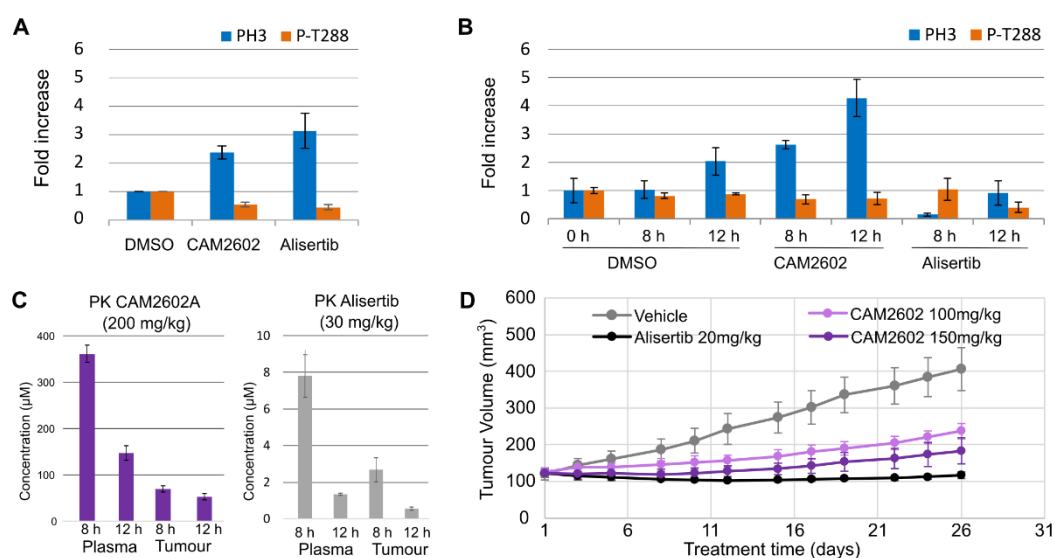 A
PH3 P-T288
Fold increase
6
5
4
3
2
1
0
DMSO CAM2602 Alisertib
B
PH3 P-T288
Fold increase
6
5
4
3
2
1
0
0 h 8 h 12 h 8 h 12 h 8 h 12 h
DMSO CAM2602 Alisertib
C
PK CAM2602A
(200 mg/kg)
Concentration (µM)
400
300
200
100
0
8 h 12 h 8 h 12 h
Plasma Tumour
PK Alisertib
(30 mg/kg)
Concentration (µM)
10
8
6
4
2
0
8 h 12 h 8 h 12 h
Plasma Tumour
D
Tumour Volume (mm³)
600
500
400
300
200
100
0
Vehicle CAM2602 100mg/kg
Alisertib 20mg/kg CAM2602 150mg/kg
1 6 11 16 21 26 31
Treatment time (days)